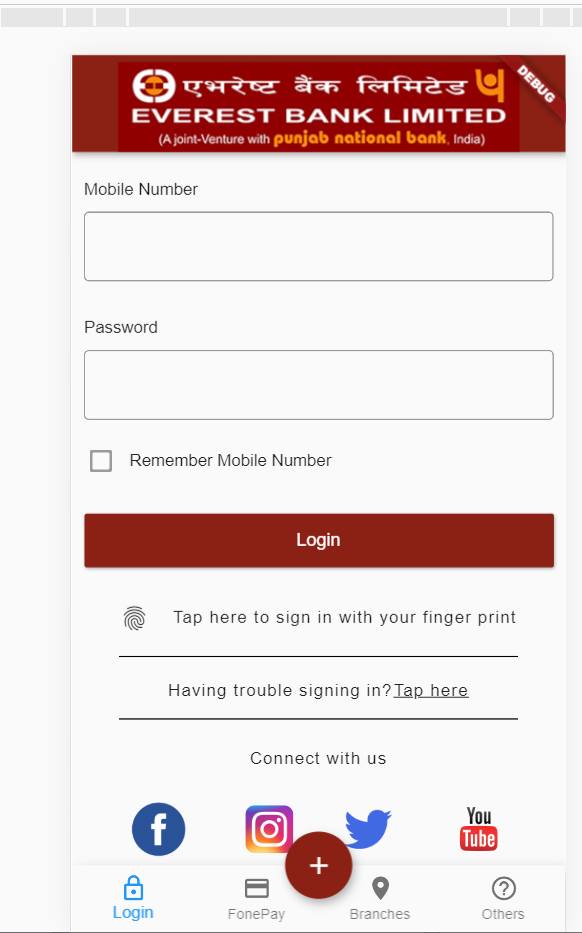 एभरेष्ट बैंक लिमिटेड
DEBUG
EVEREST BANK LIMITED
(A joint-Venture with punjab national bank, India)
Mobile Number
Password
Remember Mobile Number
Login
Tap here to sign in with your finger print
Having trouble signing in?Tap here
Connect with us
f
You
Tube
+
Login
FonePay
Branches
?
Others